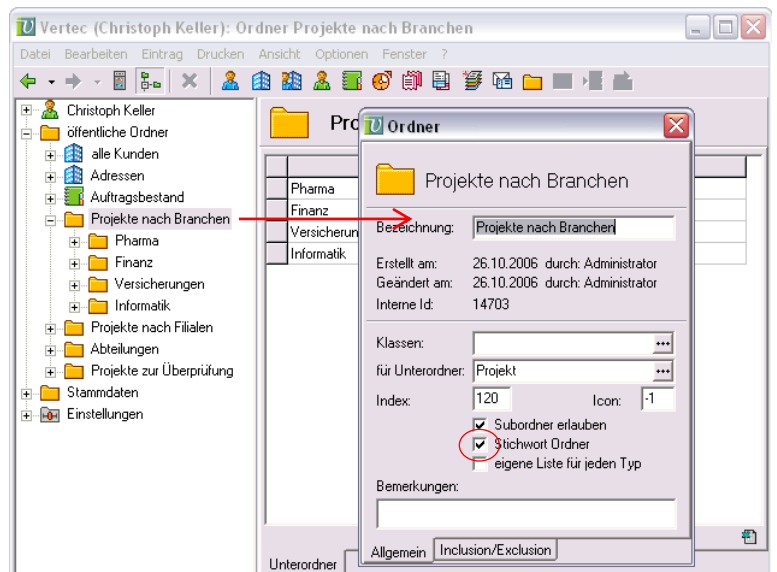 Vertec (Christoph Keller): Ordner Projekte nach Branchen
Datei Bearbeiten Eintrag Drucken Ansicht Optionen Fenster ?
Christoph Keller
öffentliche Ordner
alle Kunden
Adressen
Auftragsbestand
Projekte nach Branchen
Pharma
Finanz
Versicherungen
Informatik
Projekte nach Filialen
Abteilungen
Projekte zur Überprüfung
Stammdaten
Einstellungen
Pro
Pharma
Finanz
Versicherun
Informatik
Unterordner
Ordner
Projekte nach Branchen
Bezeichnung: Projekte nach Branchen
Erstellt am: 26.10.2006 durch: Administrator
Geändert am: 26.10.2006 durch: Administrator
Interne Id: 14703
Klassen:
für Unterordner: Projekt
Index: 120 Icon: -1
Subordner erlauben
Stichwort Ordner
eigene Liste für jeden Typ
Bemerkungen:
Allgemein Inclusion/Exclusion